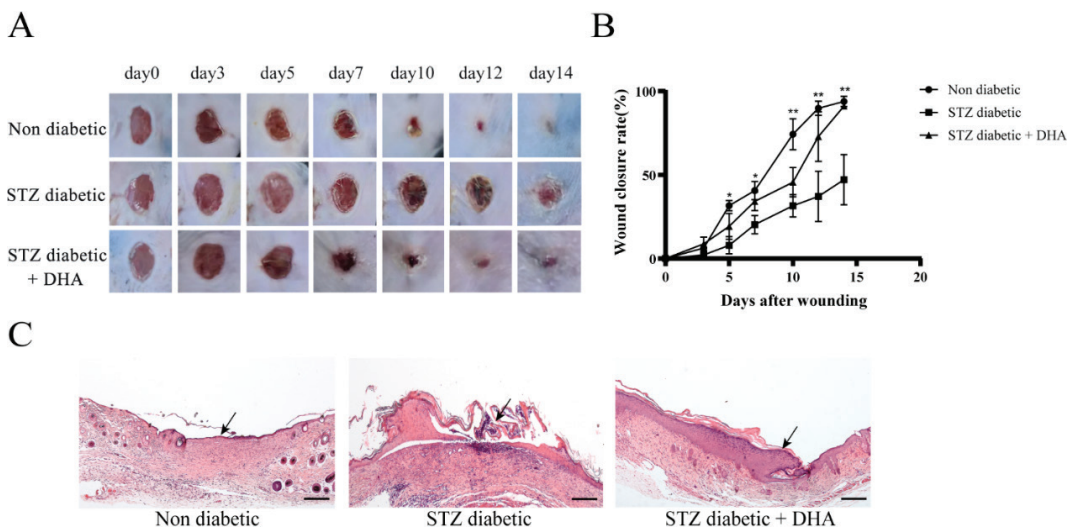 A
day0 day3 day5 day7 day10 day12 day14
Non diabetic
STZ diabetic
STZ diabetic
+ DHA
B
Wound closure rate(%)
100
50
0
0 5 10 15 20
Days after wounding
* * ** ** **
Non diabetic
STZ diabetic
STZ diabetic + DHA
C
Non diabetic STZ diabetic STZ diabetic + DHA